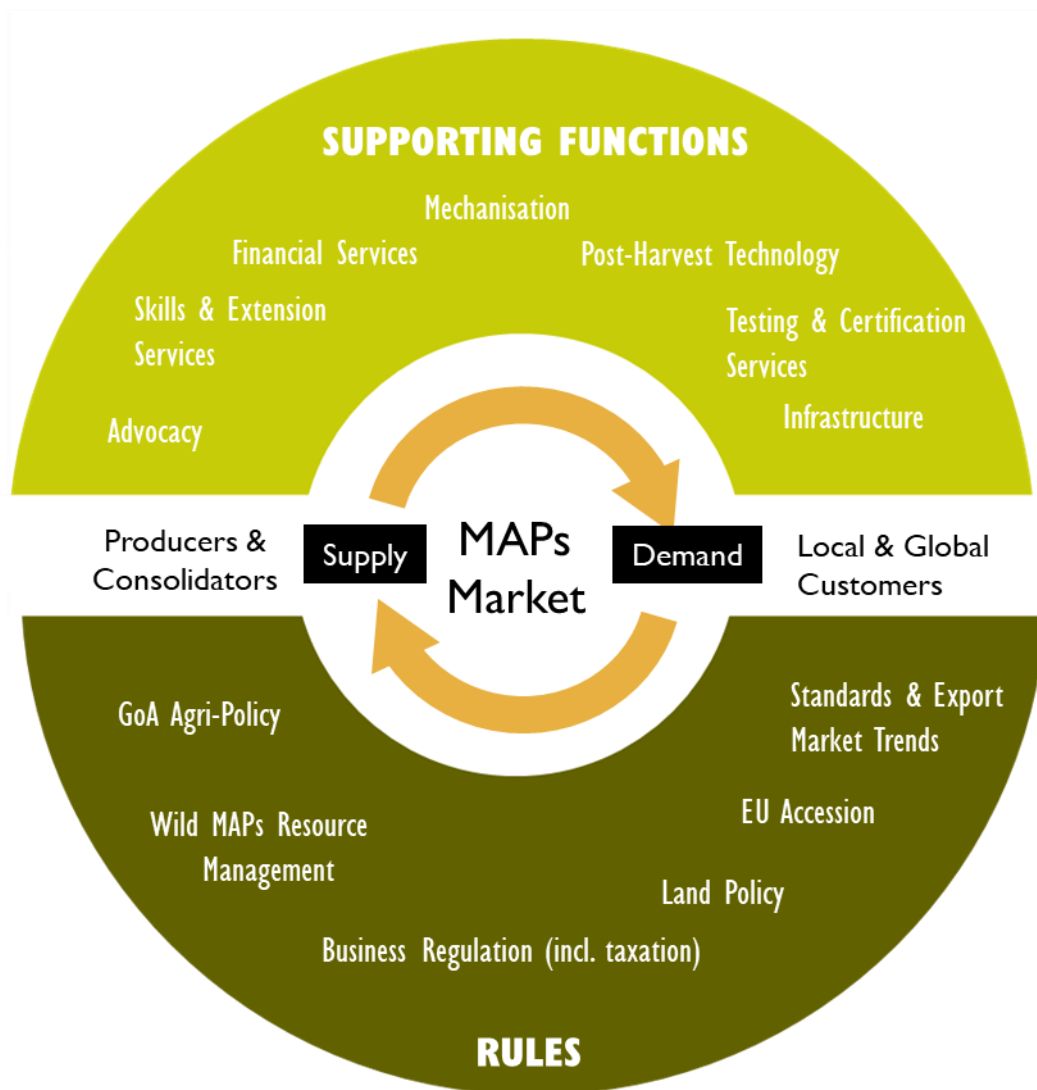 SUPPORTING FUNCTIONS
Mechanisation
Financial Services
Post-Harvest Technology
Skills & Extension
Services
Testing & Certification
Services
Advocacy
Infrastructure
Producers &
Consolidators
Supply
MAPs
Market
Demand
Local & Global
Customers
GoA Agri-Policy
Standards & Export
Market Trends
Wild MAPs Resource
Management
EU Accession
Land Policy
Business Regulation (incl. taxation)
RULES